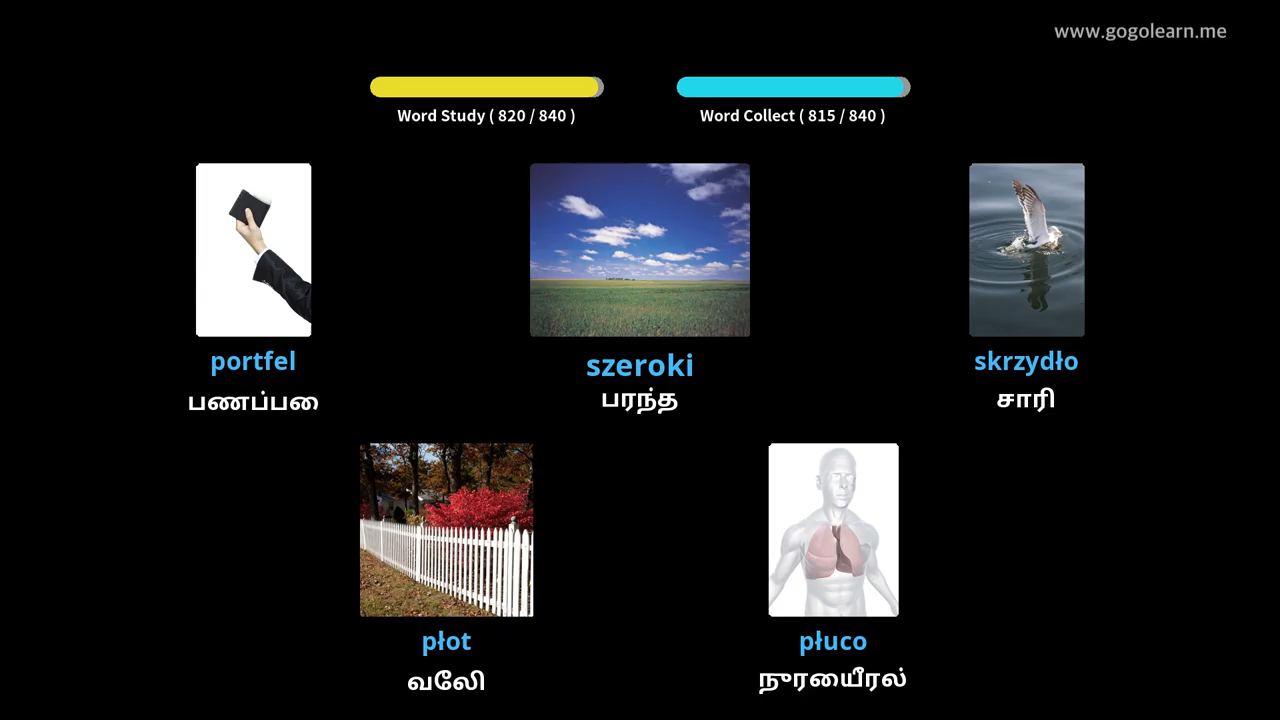 www.gogolearn.me
Word Study ( 820 / 840 )
Word Collect ( 815 / 840 )
portfel
பணப்பை
szeroki
பரந்த
skrzydło
சாரி
płot
வேலி
płuco
நுரையீரல்